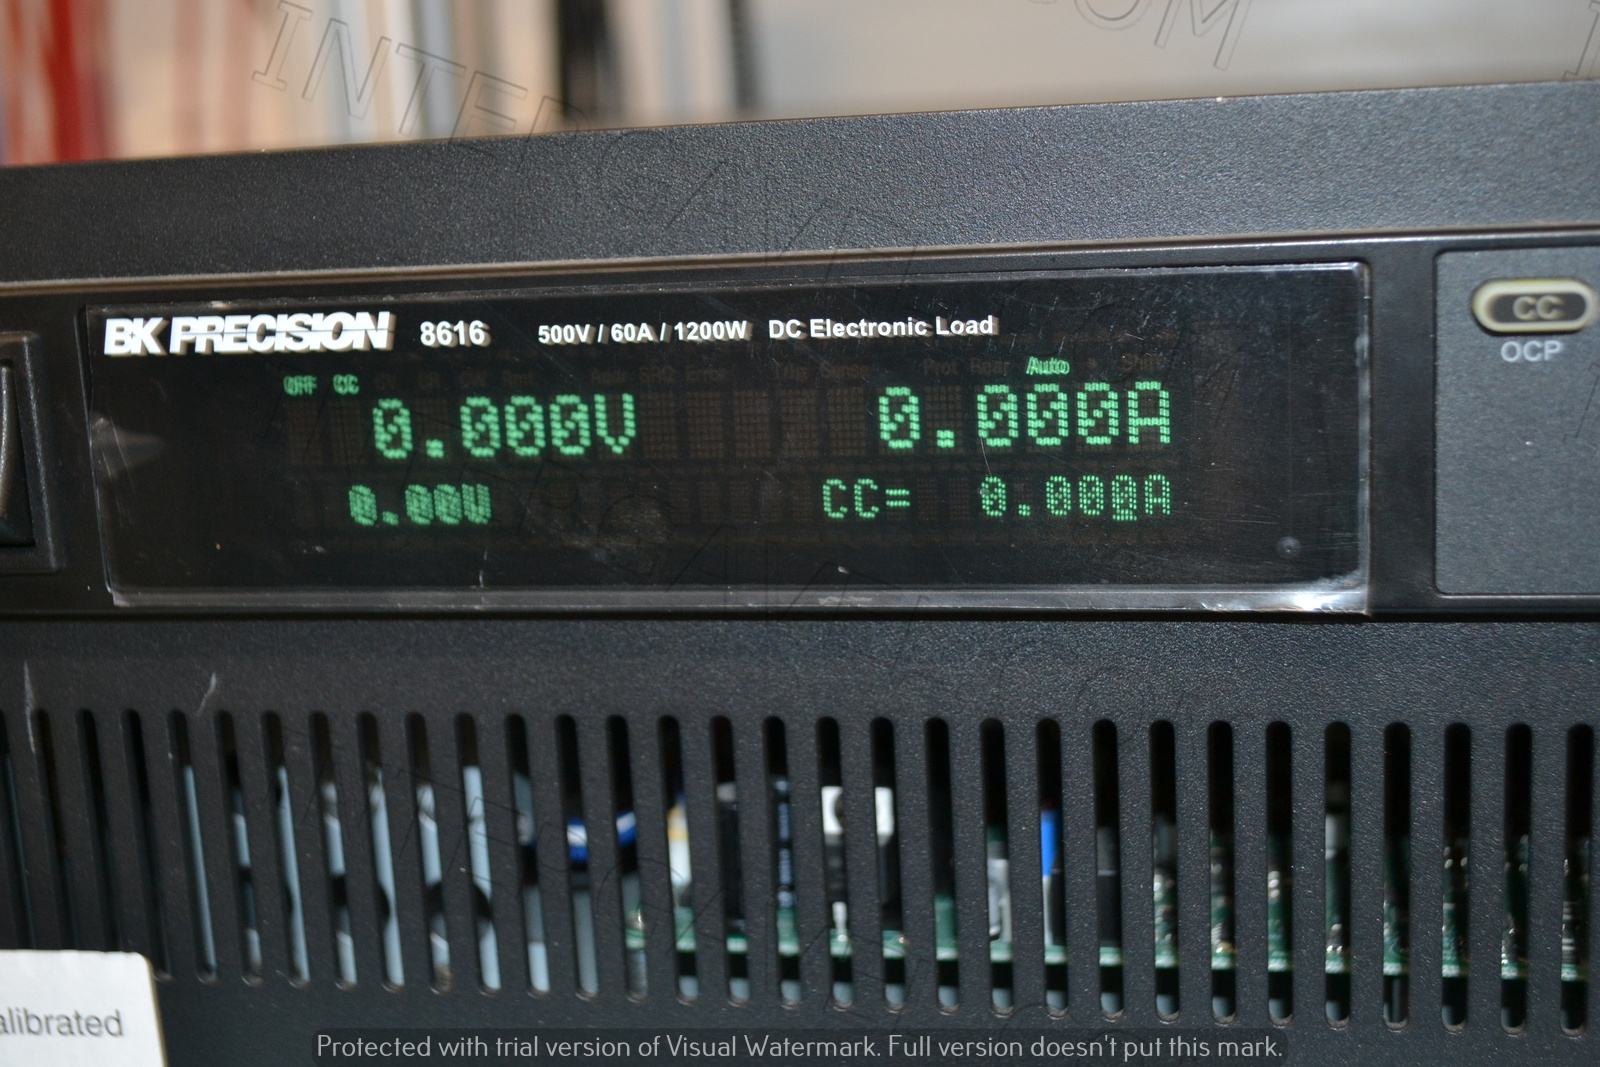 BK PRECISION 8616 500V / 60A / 1200W DC Electronic Load
OFF CC Auto
0.000V 0.000A
0.00W CC= 0.000A
CC
OCP
alibrated
Protected with trial version of Visual Watermark. Full version doesn't put this mark.